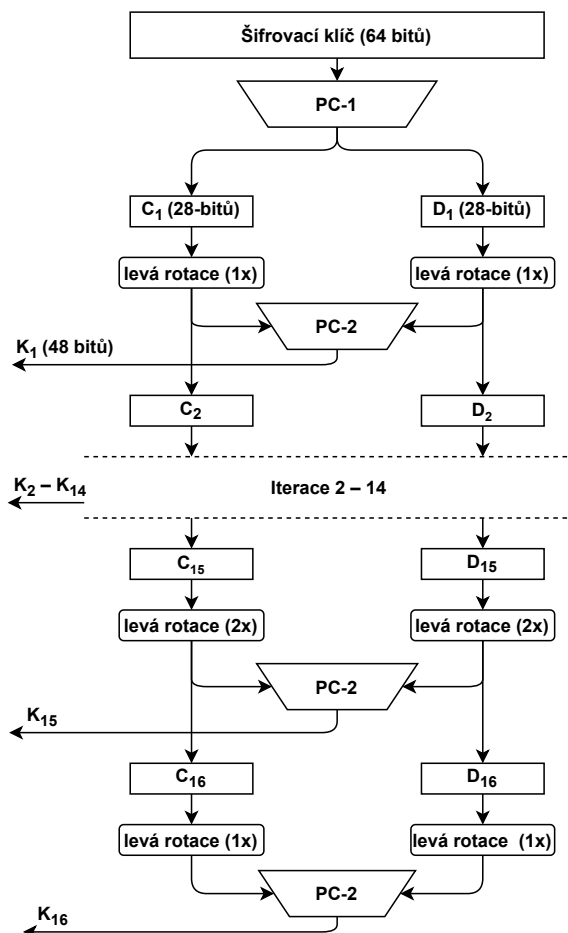 Šifrovací klíč (64 bitů)
PC-1
C₁ (28-bitů)
D₁ (28-bitů)
levá rotace (1x)
levá rotace (1x)
PC-2
K₁ (48 bitů)
C₂
D₂
K₂ – K₁₄
Iterace 2 – 14
C₁₅
D₁₅
levá rotace (2x)
levá rotace (2x)
PC-2
K₁₅
C₁₆
D₁₆
levá rotace (1x)
levá rotace (1x)
PC-2
K₁₆